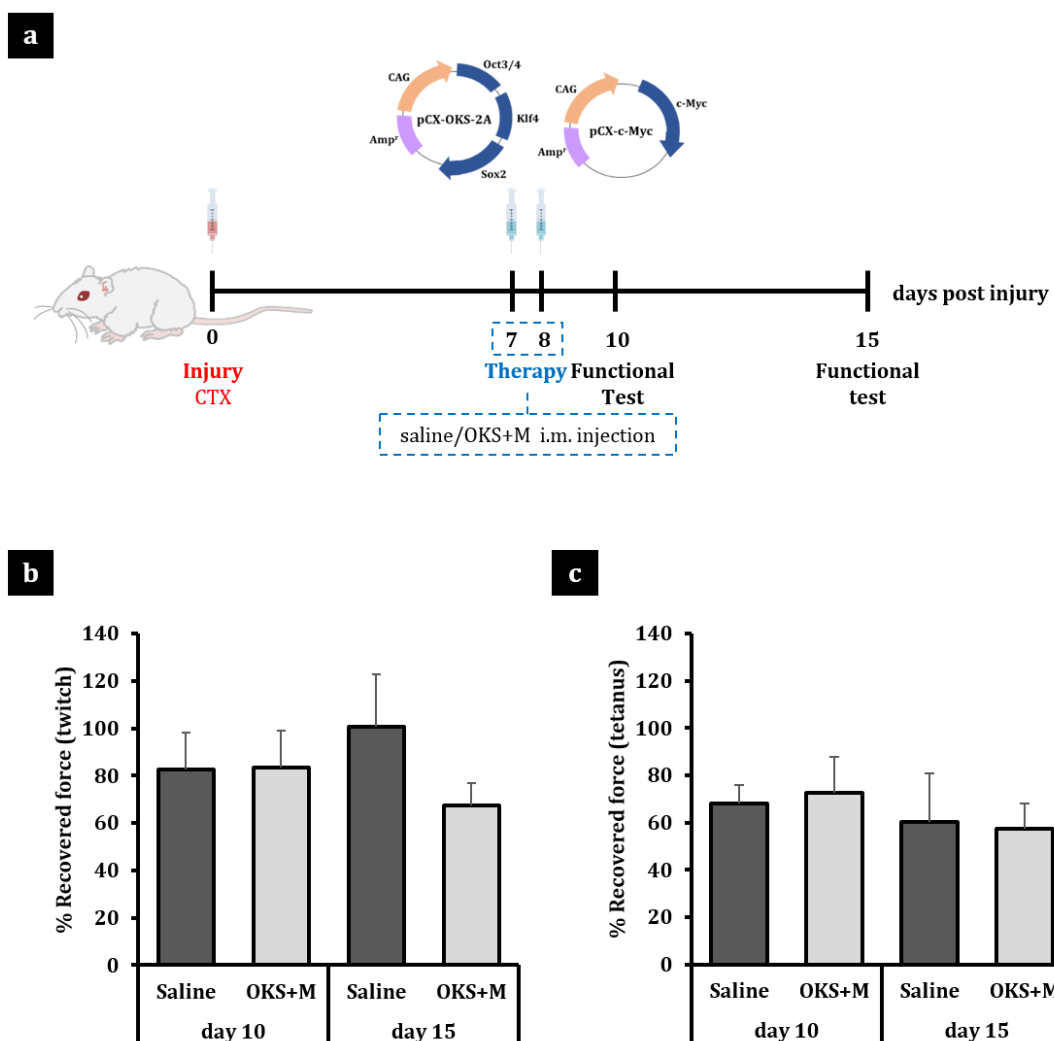 a
CAG
Oct3/4
pCX-OKS-2A
Klf4
Ampʳ
Sox2
CAG
c-Myc
pCX-c-Myc
Ampʳ
days post injury
0
7
8
10
15
Injury
CTX
Therapy
Functional
Test
Functional
test
saline/OKS+M i.m. injection
b
% Recovered force (twitch)
140
120
100
80
60
40
20
0
Saline
OKS+M
Saline
OKS+M
day 10
day 15
c
% Recovered force (tetanus)
140
120
100
80
60
40
20
0
Saline
OKS+M
Saline
OKS+M
day 10
day 15